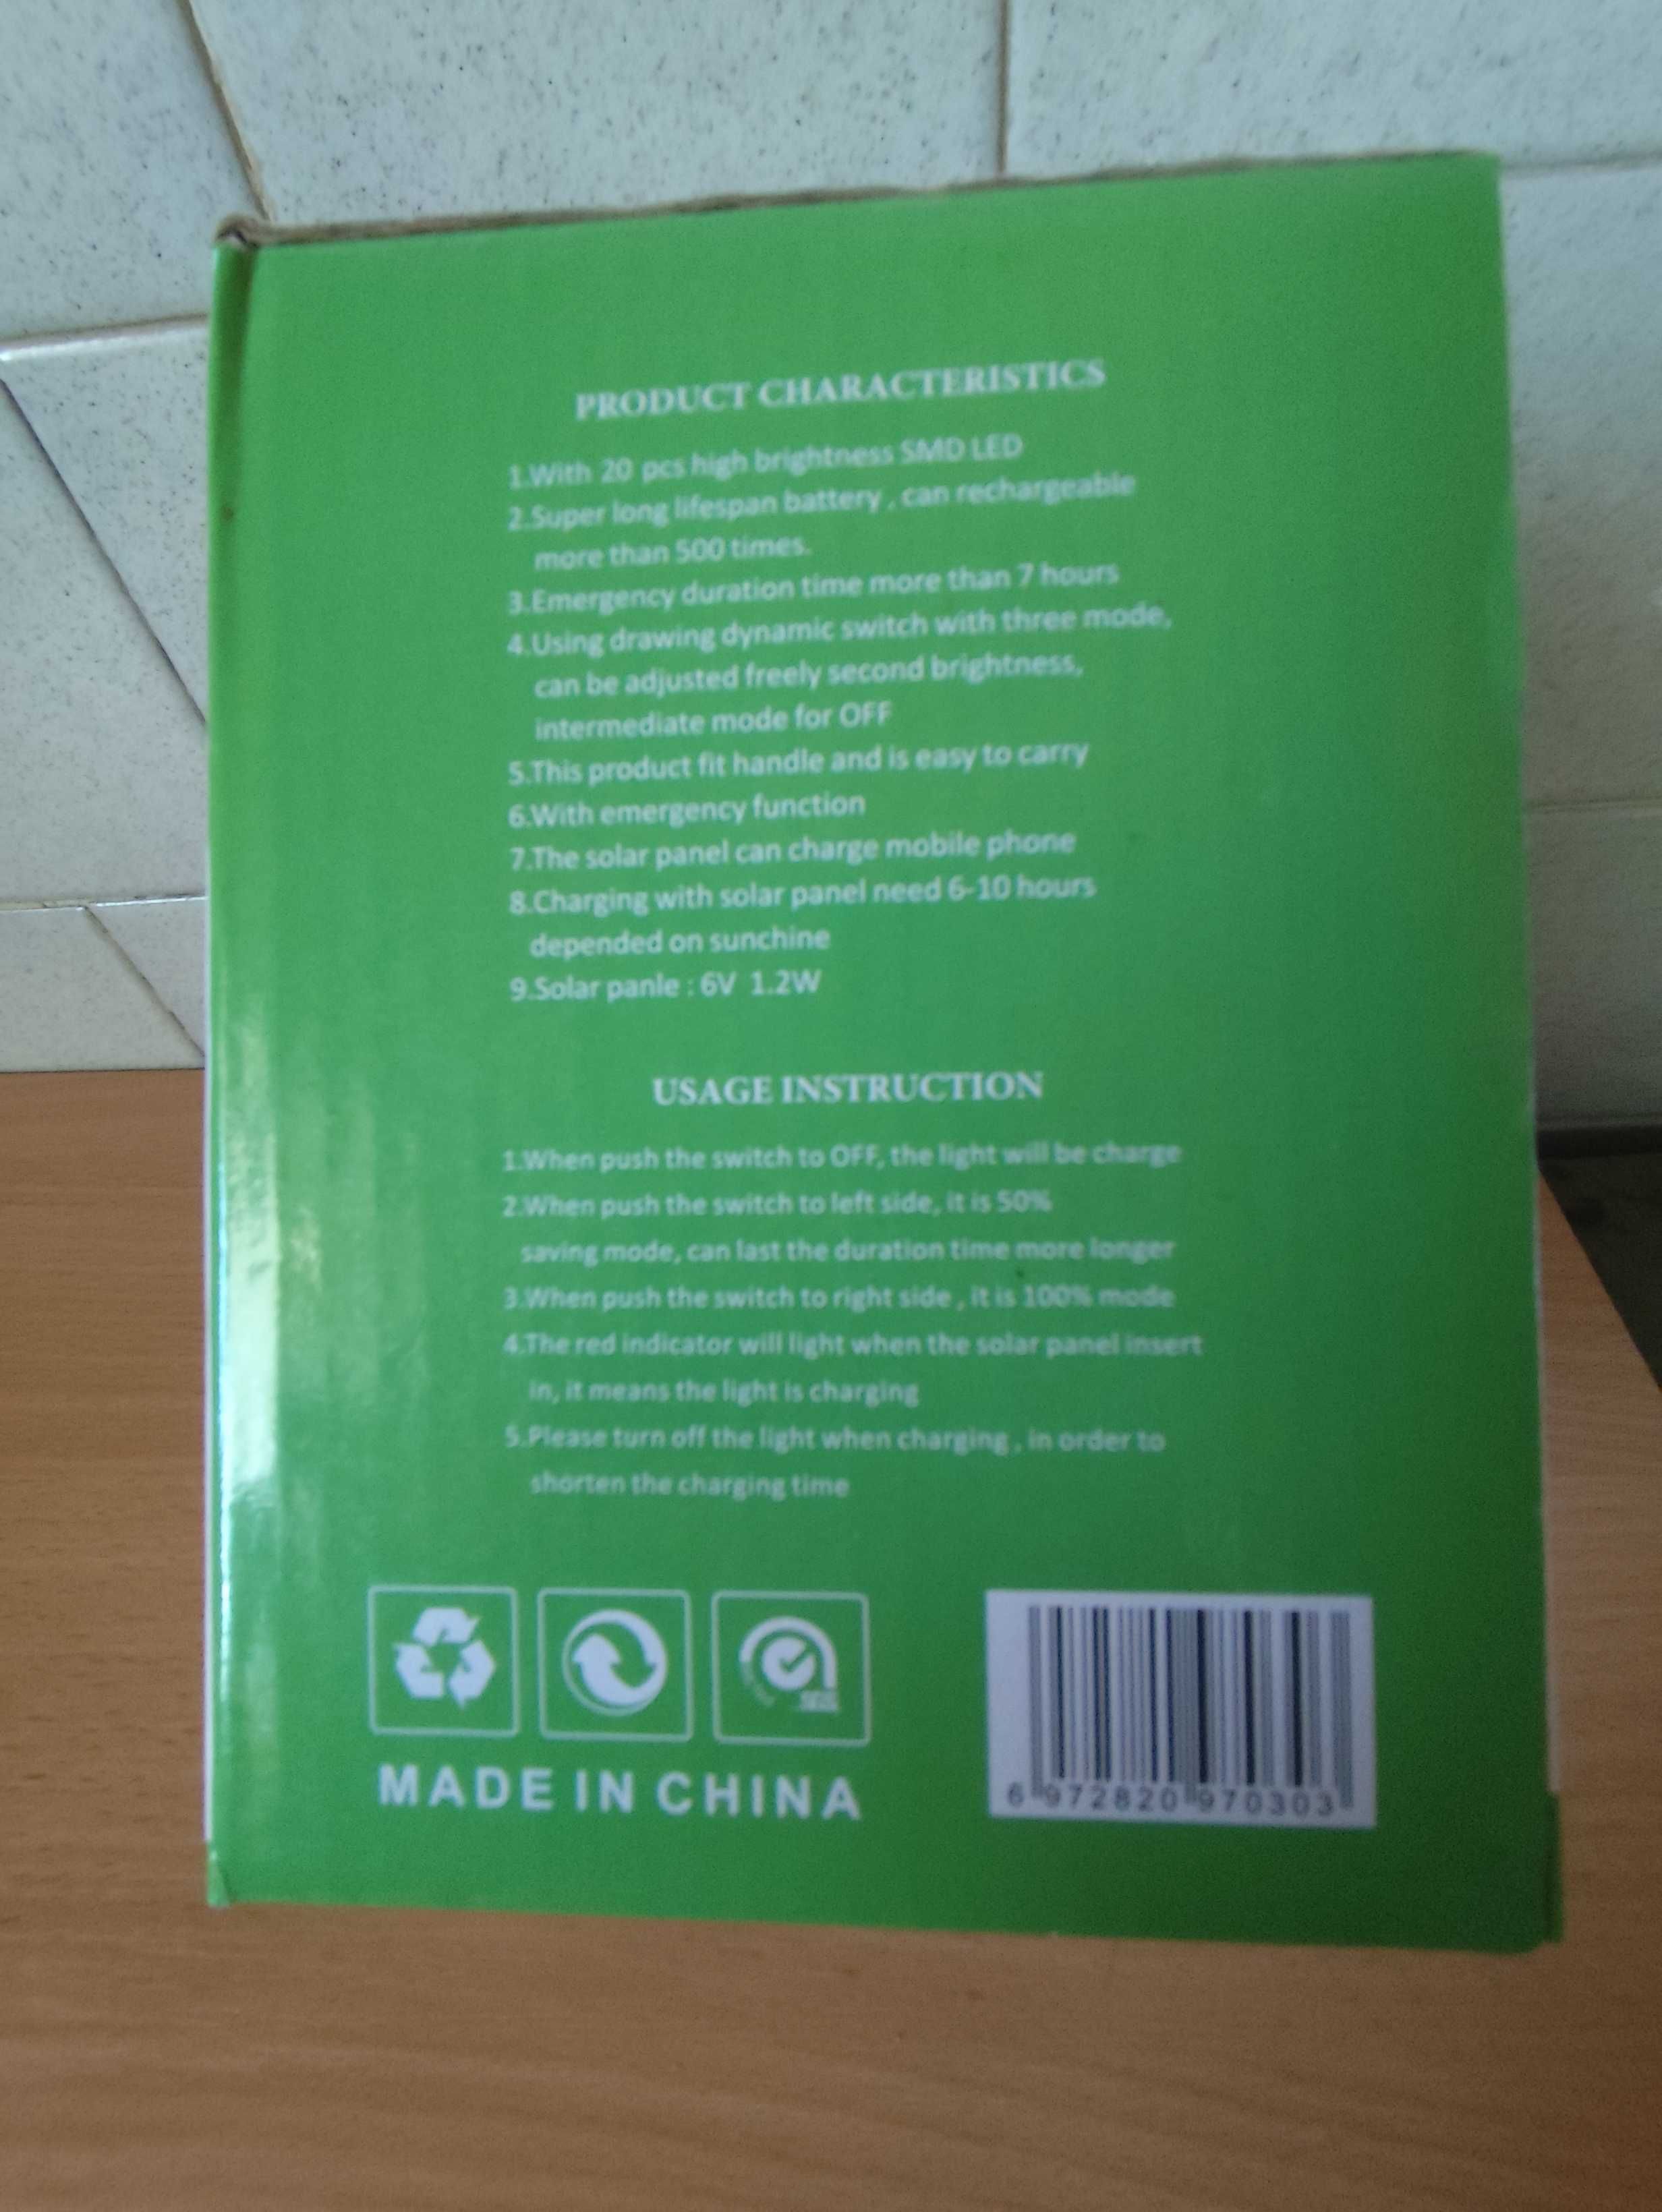 PRODUCT CHARACTERISTICS
1.With 20 pcs high brightness SMD LED
2.Super long lifespan battery , can rechargeable
more than 500 times.
3.Emergency duration time more than 7 hours
4.Using drawing dynamic switch with three mode,
can be adjusted freely second brightness,
intermediate mode for OFF
5.This product fit handle and is easy to carry
6.With emergency function
7.The solar panel can charge mobile phone
8.Charging with solar panel need 6-10 hours
depended on sunchine
9.Solar panle : 6V 1.2W
USAGE INSTRUCTION
1.When push the switch to OFF, the light will be charge
2.When push the switch to left side, it is 50%
saving mode, can last the duration time more longer
3.When push the switch to right side , it is 100% mode
4.The red indicator will light when the solar panel insert
in, it means the light is charging
5.Please turn off the light when charging , in order to
shorten the charging time
MADE IN CHINA
6 972820 970303